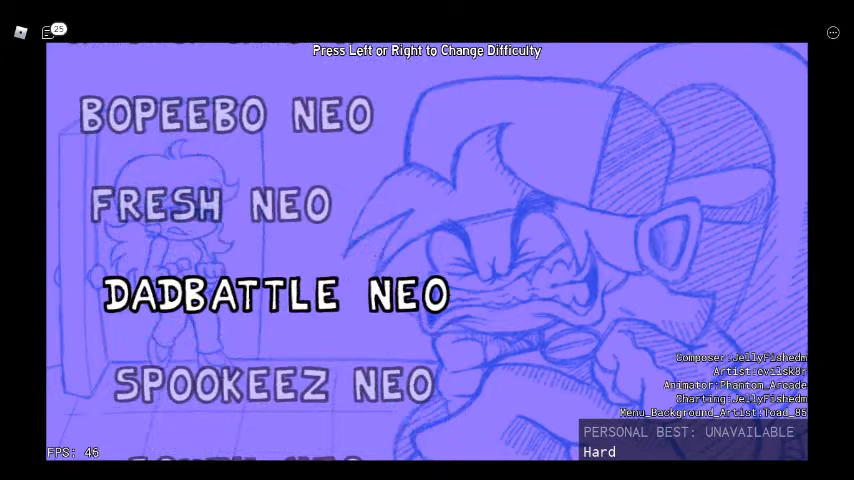 25
Press Left or Right to Change Difficulty
BOPEEBO NEO
FRESH NEO
DADBATTLE NEO
SPOOKEEZ NEO
Composer:JellyFishedm
Artist:evilsk8r
Animator:Phantom_Arcade
Charting:JellyFishedm
Menu_Background_Artist:Toad_86
PERSONAL BEST: UNAVAILABLE
Hard
FPS: 46